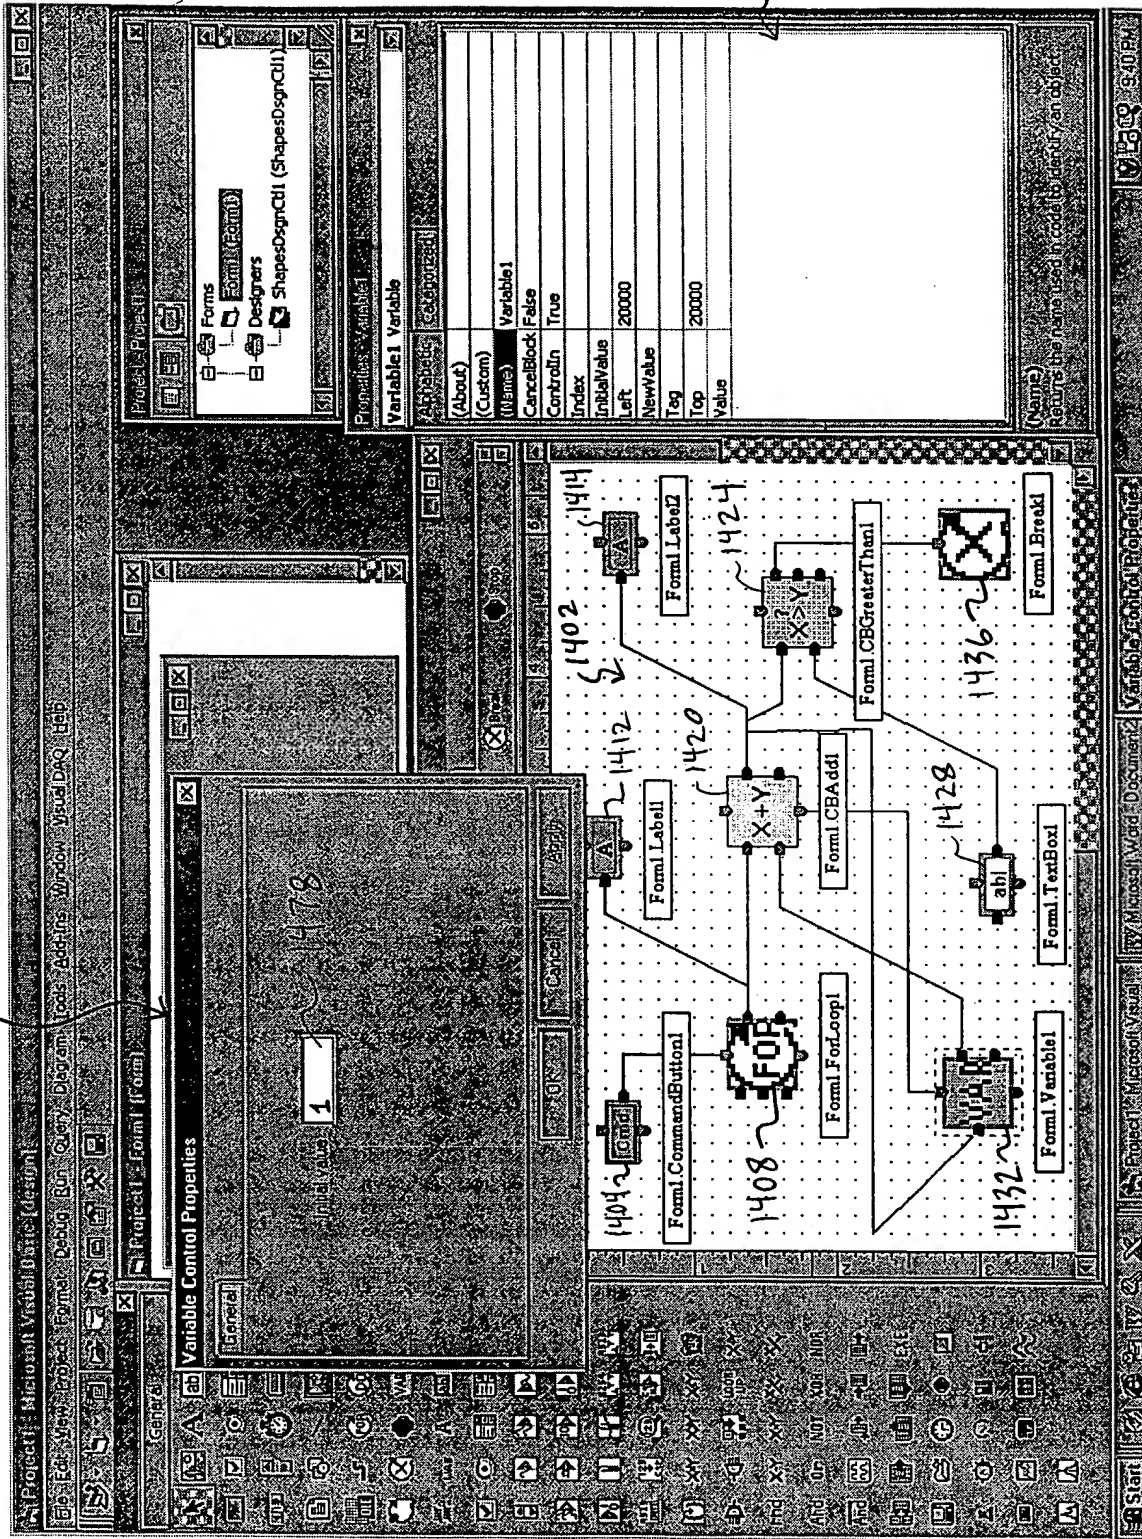 Project1 - Microsoft Visual Basic [design]
File Edit View Project Format Debug Run Query Diagram Tools Add-Ins Window Visual DAQ Help
General
Project1 - Form1 (Form)
Variable Control Properties
General
Initial Value
1
1478
OK
Cancel
Apply
Break
Stop
1402
1404
Cmd
Form1.CommandButton1
1412
A
Form1.Label1
1414
A
Form1.Label2
1408
FOR
Form1.ForLoop1
1420
X+Y
Form1.CBAdd1
1424
?
X>Y
Form1.CBGreaterThan1
1432
VAR
Form1.Variable1
1428
abl
Form1.TextBox1
1436
X
Form1.Break1
Project - Project1
Forms
Form1 (Form1)
Designers
ShapesDsgnCtl1 (ShapesDsgnCtl1)
Properties - Variable1
Variable1 Variable
Alphabetic Categorized
(About)
(Custom)
(Name) Variable1
CancelBlock False
ControlIn True
Index
InitialValue
Left 20000
NewValue
Tag
Top 20000
Value
(Name)
Returns the name used in code to identify an object.
Start
Project1 - Microsoft Visual
Microsoft Word - Document2
Variable Control Properties
9:40 PM